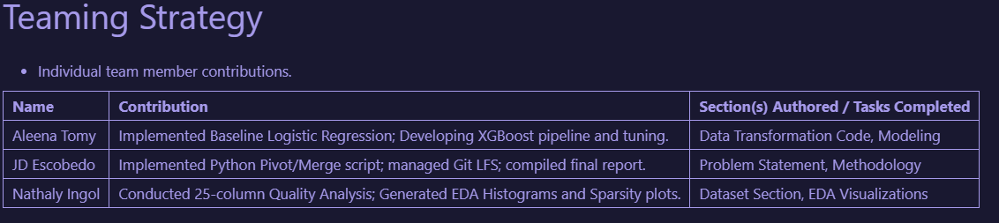 Teaming Strategy
• Individual team member contributions.
Name Contribution Section(s) Authored / Tasks Completed
Aleena Tomy Implemented Baseline Logistic Regression; Developing XGBoost pipeline and tuning. Data Transformation Code, Modeling
JD Escobedo Implemented Python Pivot/Merge script; managed Git LFS; compiled final report. Problem Statement, Methodology
Nathaly Ingol Conducted 25-column Quality Analysis; Generated EDA Histograms and Sparsity plots. Dataset Section, EDA Visualizations